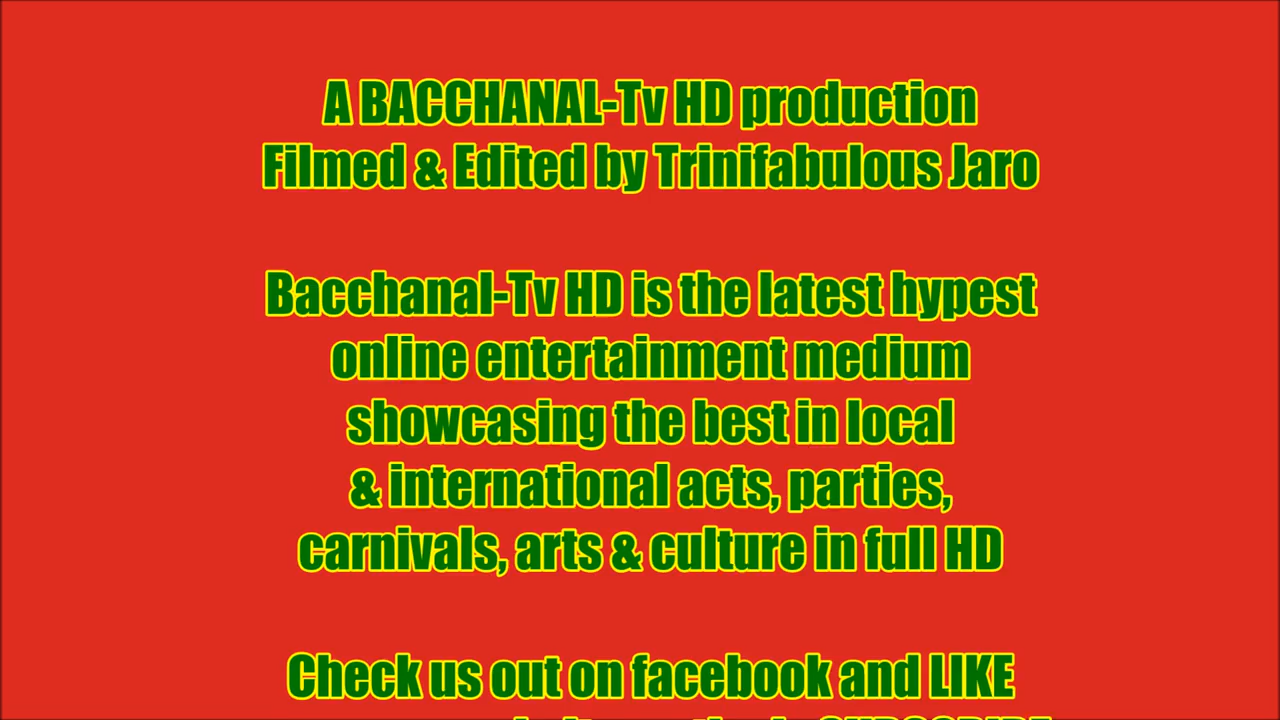 A BACCHANAL-Tv HD production
Filmed & Edited by Trinifabulous Jaro
Bacchanal-Tv HD is the latest hypest
online entertainment medium
showcasing the best in local
& international acts, parties,
carnivals, arts & culture in full HD
Check us out on facebook and LIKE